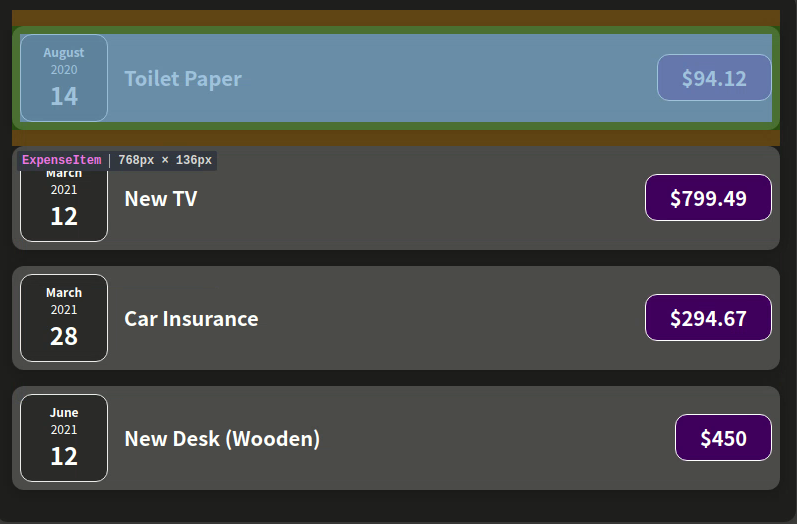 August
2020
14
Toilet Paper
$94.12
ExpenseItem | 768px × 136px
March
2021
12
New TV
$799.49
March
2021
28
Car Insurance
$294.67
June
2021
12
New Desk (Wooden)
$450